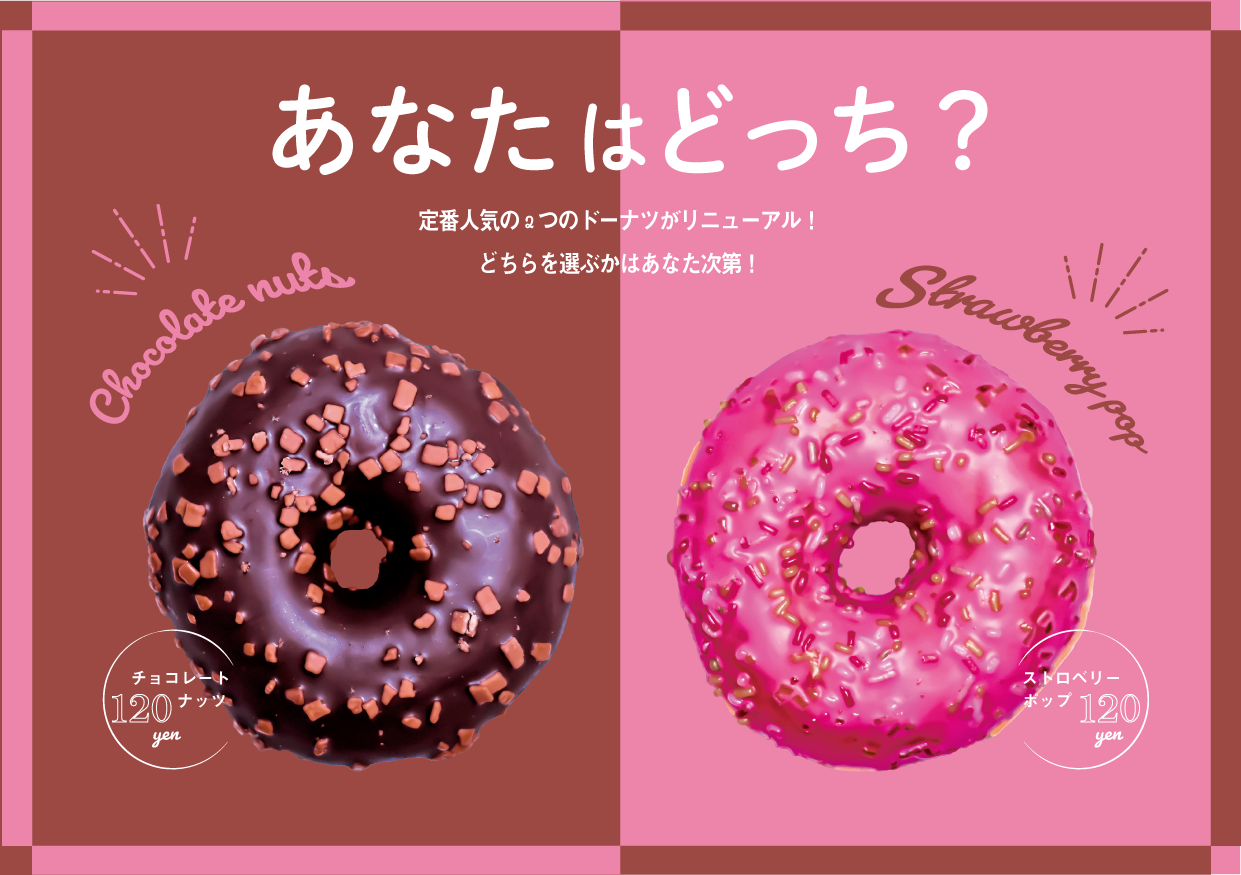 あなたはどっち？
定番人気の2つのドーナツがリニューアル！
どちらを選ぶかはあなた次第！
Chocolate nuts
Strawberry pop
チョコレート
ナッツ
120
yen
ストロベリー
ポップ
120
yen